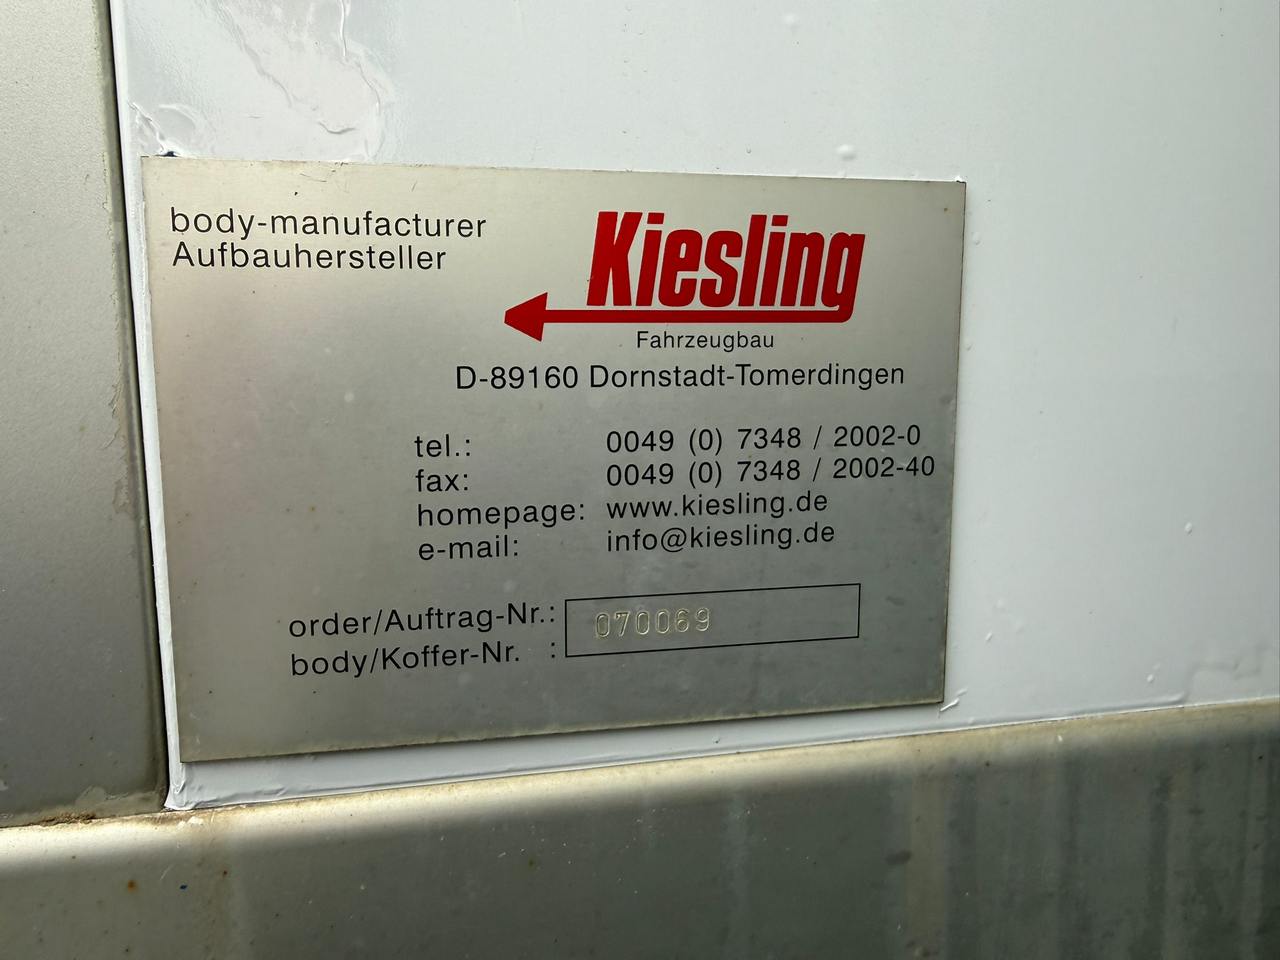 body-manufacturer
Aufbauhersteller
Kiesling
Fahrzeugbau
D-89160 Dornstadt-Tomerdingen
tel.: 0049 (0) 7348 / 2002-0
fax: 0049 (0) 7348 / 2002-40
homepage: www.kiesling.de
e-mail: info@kiesling.de
order/Auftrag-Nr.: 070069
body/Koffer-Nr. :